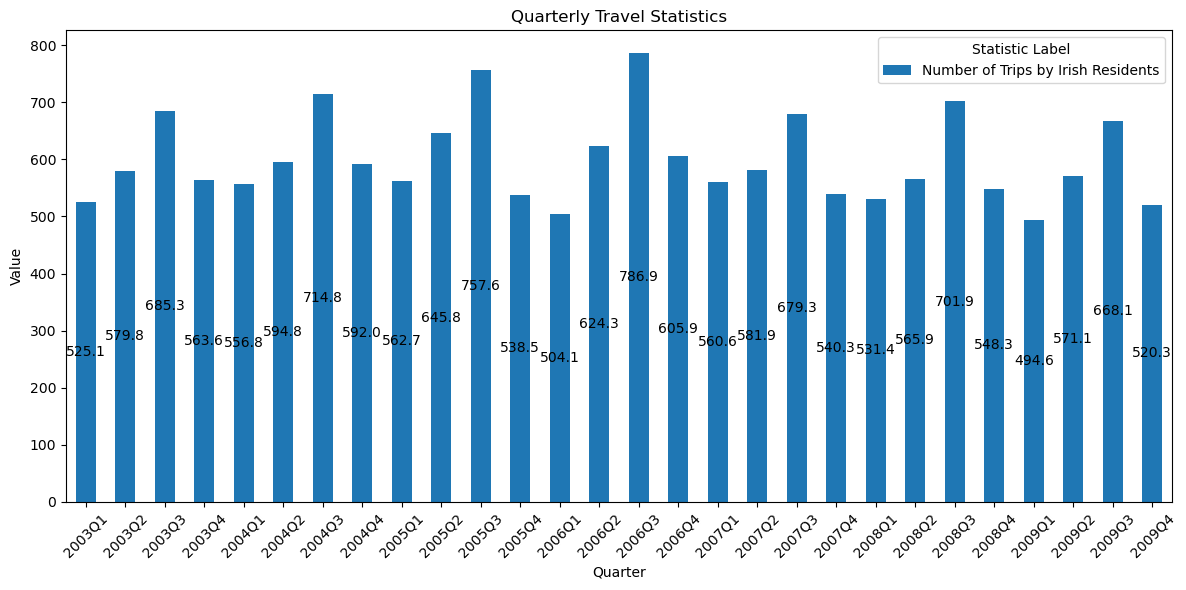 Quarterly Travel Statistics
Statistic Label
Number of Trips by Irish Residents
Value
800
700
600
500
400
300
200
100
0
525.1
579.8
685.3
563.6
556.8
594.8
714.8
592.0
562.7
645.8
757.6
538.5
504.1
624.3
786.9
605.9
560.6
581.9
679.3
540.3
531.4
565.9
701.9
548.3
494.6
571.1
668.1
520.3
2003Q1
2003Q2
2003Q3
2003Q4
2004Q1
2004Q2
2004Q3
2004Q4
2005Q1
2005Q2
2005Q3
2005Q4
2006Q1
2006Q2
2006Q3
2006Q4
2007Q1
2007Q2
2007Q3
2007Q4
2008Q1
2008Q2
2008Q3
2008Q4
2009Q1
2009Q2
2009Q3
2009Q4
Quarter